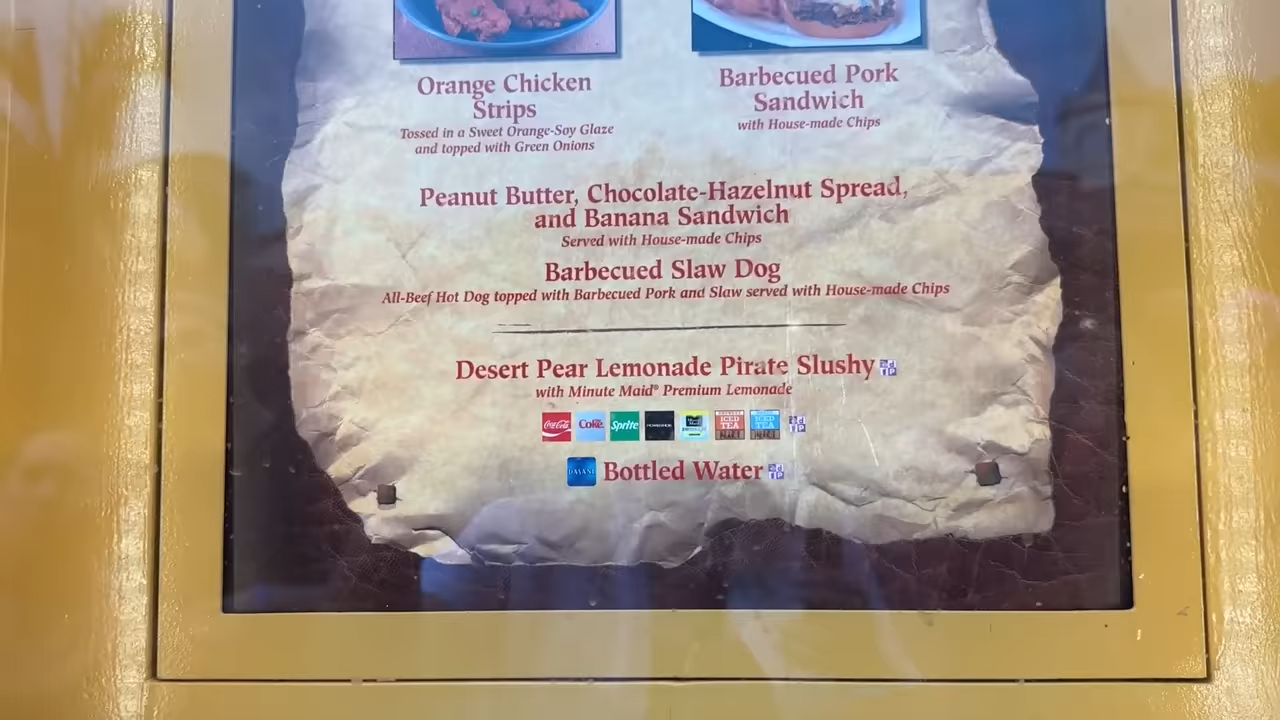 Orange Chicken
Strips
Tossed in a Sweet Orange-Soy Glaze
and topped with Green Onions
Barbecued Pork
Sandwich
with House-made Chips
Peanut Butter, Chocolate-Hazelnut Spread,
and Banana Sandwich
Served with House-made Chips
Barbecued Slaw Dog
All-Beef Hot Dog topped with Barbecued Pork and Slaw served with House-made Chips
Desert Pear Lemonade Pirate Slushy
with Minute Maid® Premium Lemonade
Coca-Cola Coke Sprite ICED TEA ICED TEA
DASANI Bottled Water